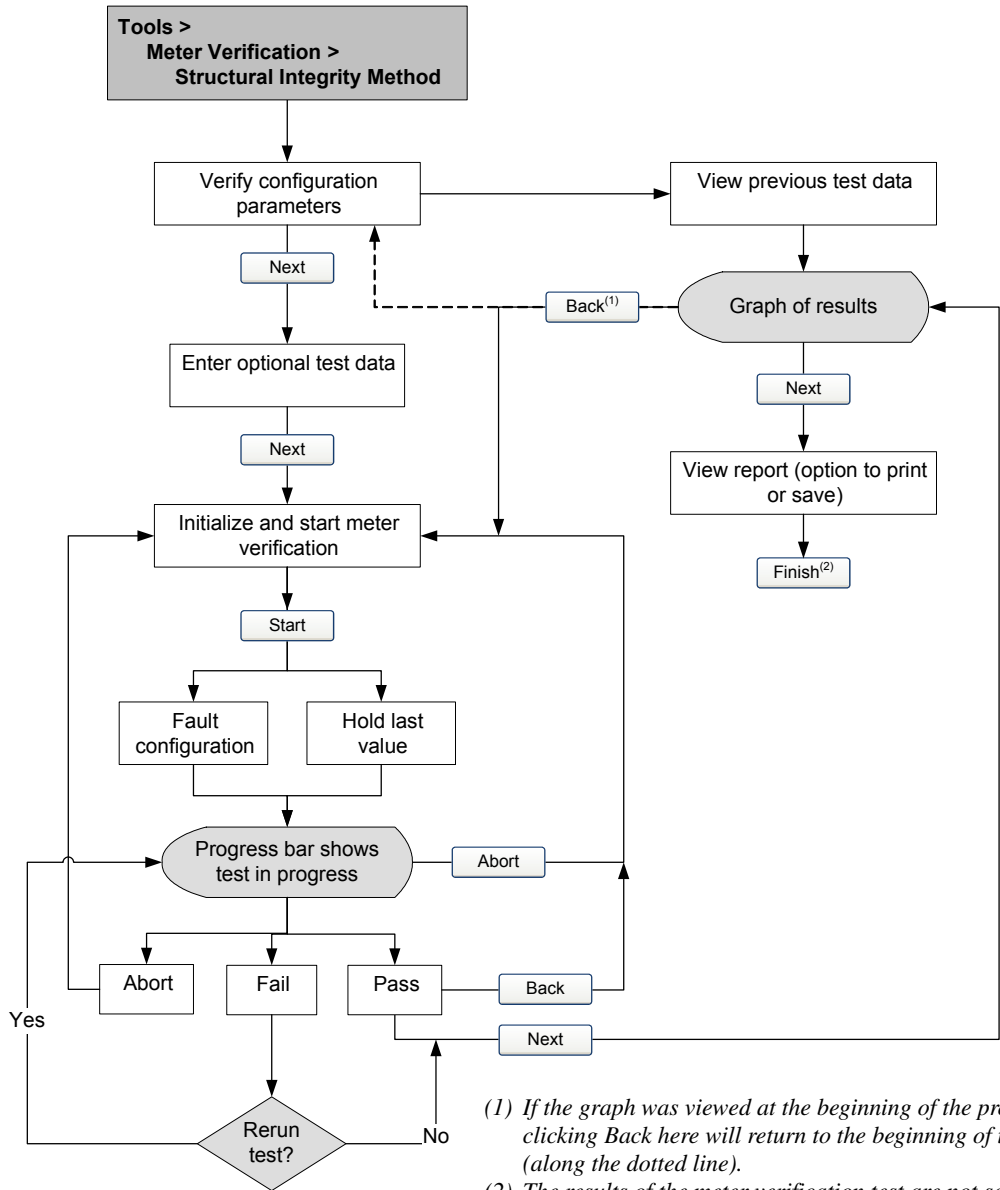 Tools >
Meter Verification >
Structural Integrity Method
Verify configuration
parameters
View previous test data
Next
Back(1)
Graph of results
Enter optional test data
Next
Next
View report (option to print
or save)
Initialize and start meter
verification
Finish(2)
Start
Fault
configuration
Hold last
value
Progress bar shows
test in progress
Abort
Abort
Fail
Pass
Back
Next
Yes
Rerun
test?
No
(1) If the graph was viewed at the beginning of the
clicking Back here will return to the beginning of
(along the dotted line).
(2) The results of the meter verification test are not